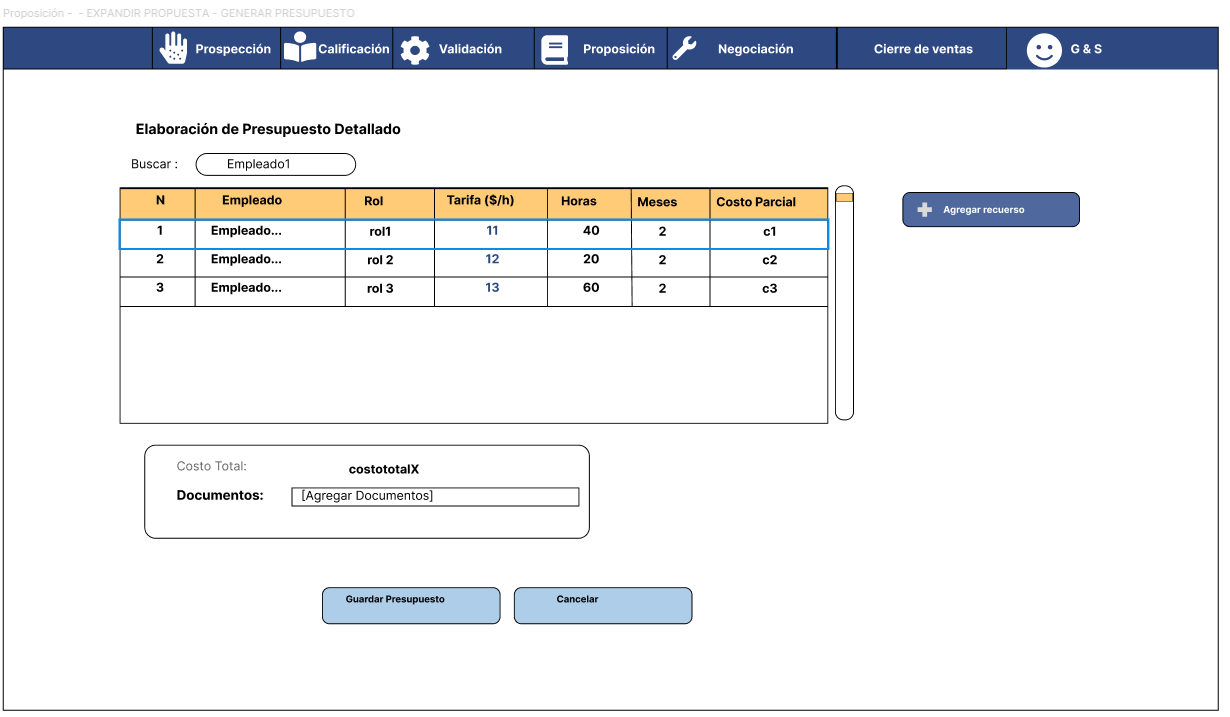 Proposición - - EXPANDIR PROPUESTA - GENERAR PRESUPUESTO
Prospección Calificación Validación Proposición Negociación Cierre de ventas G & S
Elaboración de Presupuesto Detallado
Buscar : Empleado1
N Empleado Rol Tarifa ($/h) Horas Meses Costo Parcial
1 Empleado... rol1 11 40 2 c1
2 Empleado... rol 2 12 20 2 c2
3 Empleado... rol 3 13 60 2 c3
Agregar recuerso
Costo Total: costototalX
Documentos: [Agregar Documentos]
Guardar Presupuesto Cancelar